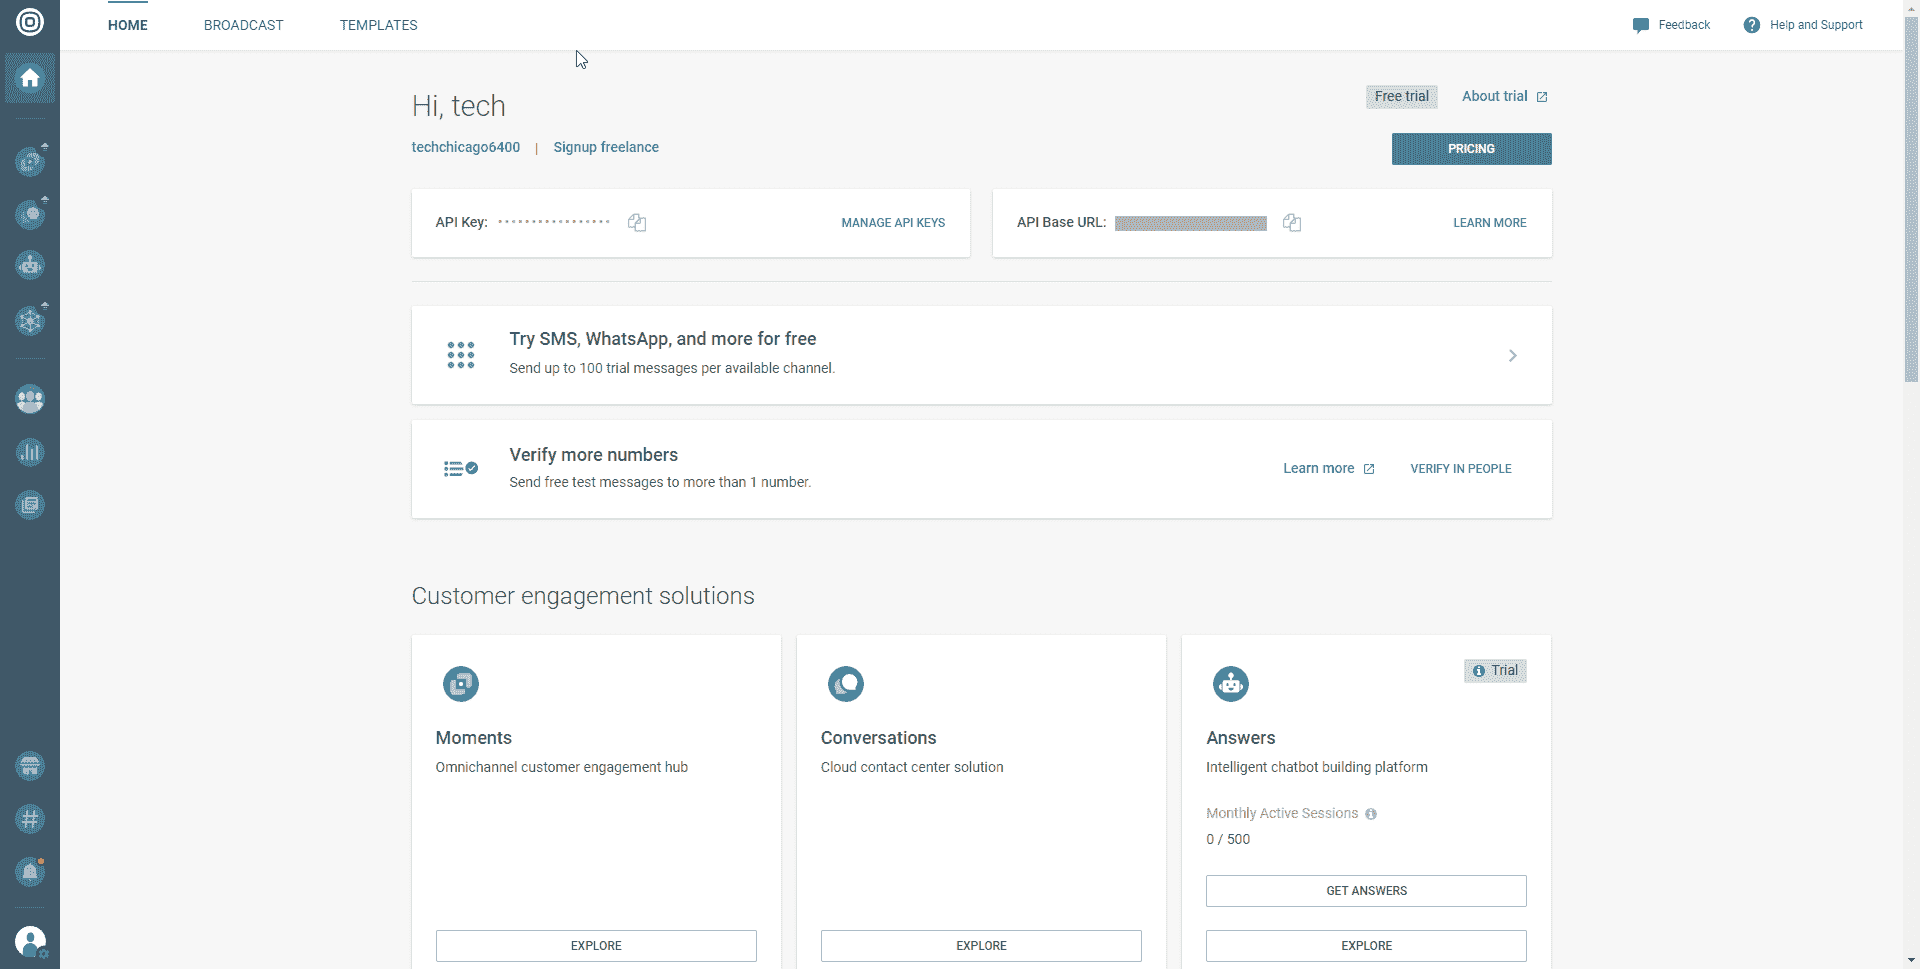 HOME BROADCAST TEMPLATES Feedback Help and Support
Hi, tech
Free trial About trial
techchicago6400 | Signup freelance
PRICING
API Key: MANAGE API KEYS
API Base URL: LEARN MORE
Try SMS, WhatsApp, and more for free
Send up to 100 trial messages per available channel.
Verify more numbers
Send free test messages to more than 1 number.
Learn more VERIFY IN PEOPLE
Customer engagement solutions
Moments
Omnichannel customer engagement hub
EXPLORE
Conversations
Cloud contact center solution
EXPLORE
Trial
Answers
Intelligent chatbot building platform
Monthly Active Sessions
0 / 500
GET ANSWERS
EXPLORE